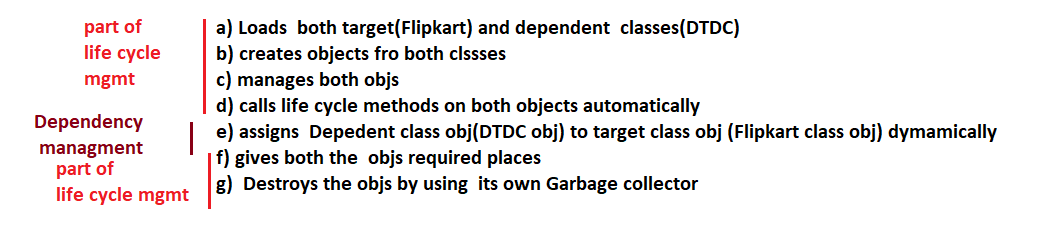 part of
life cycle
mgmt
a) Loads both target(Flipkart) and dependent classes(DTDC)
b) creates objects fro both clssses
c) manages both objs
d) calls life cycle methods on both objects automatically
Dependency
managment
e) assigns Depedent class obj(DTDC obj) to target class obj (Flipkart class obj) dymamically
part of
life cycle mgmt
f) gives both the objs required places
g) Destroys the objs by using its own Garbage collector